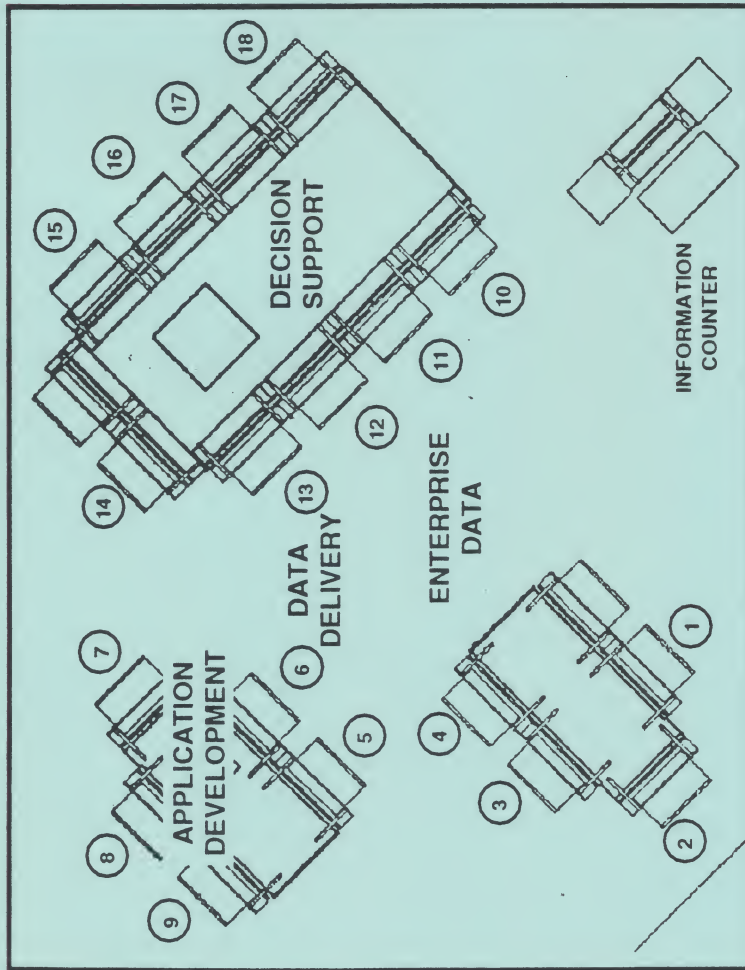 15
8
7
14
16
9
17
APPLICATION
DEVELOPMENT
18
DECISION
SUPPORT
6
DATA
DELIVERY
13
5
12
4
11
ENTERPRISE
DATA
3
10
2
1
INFORMATION
COUNTER